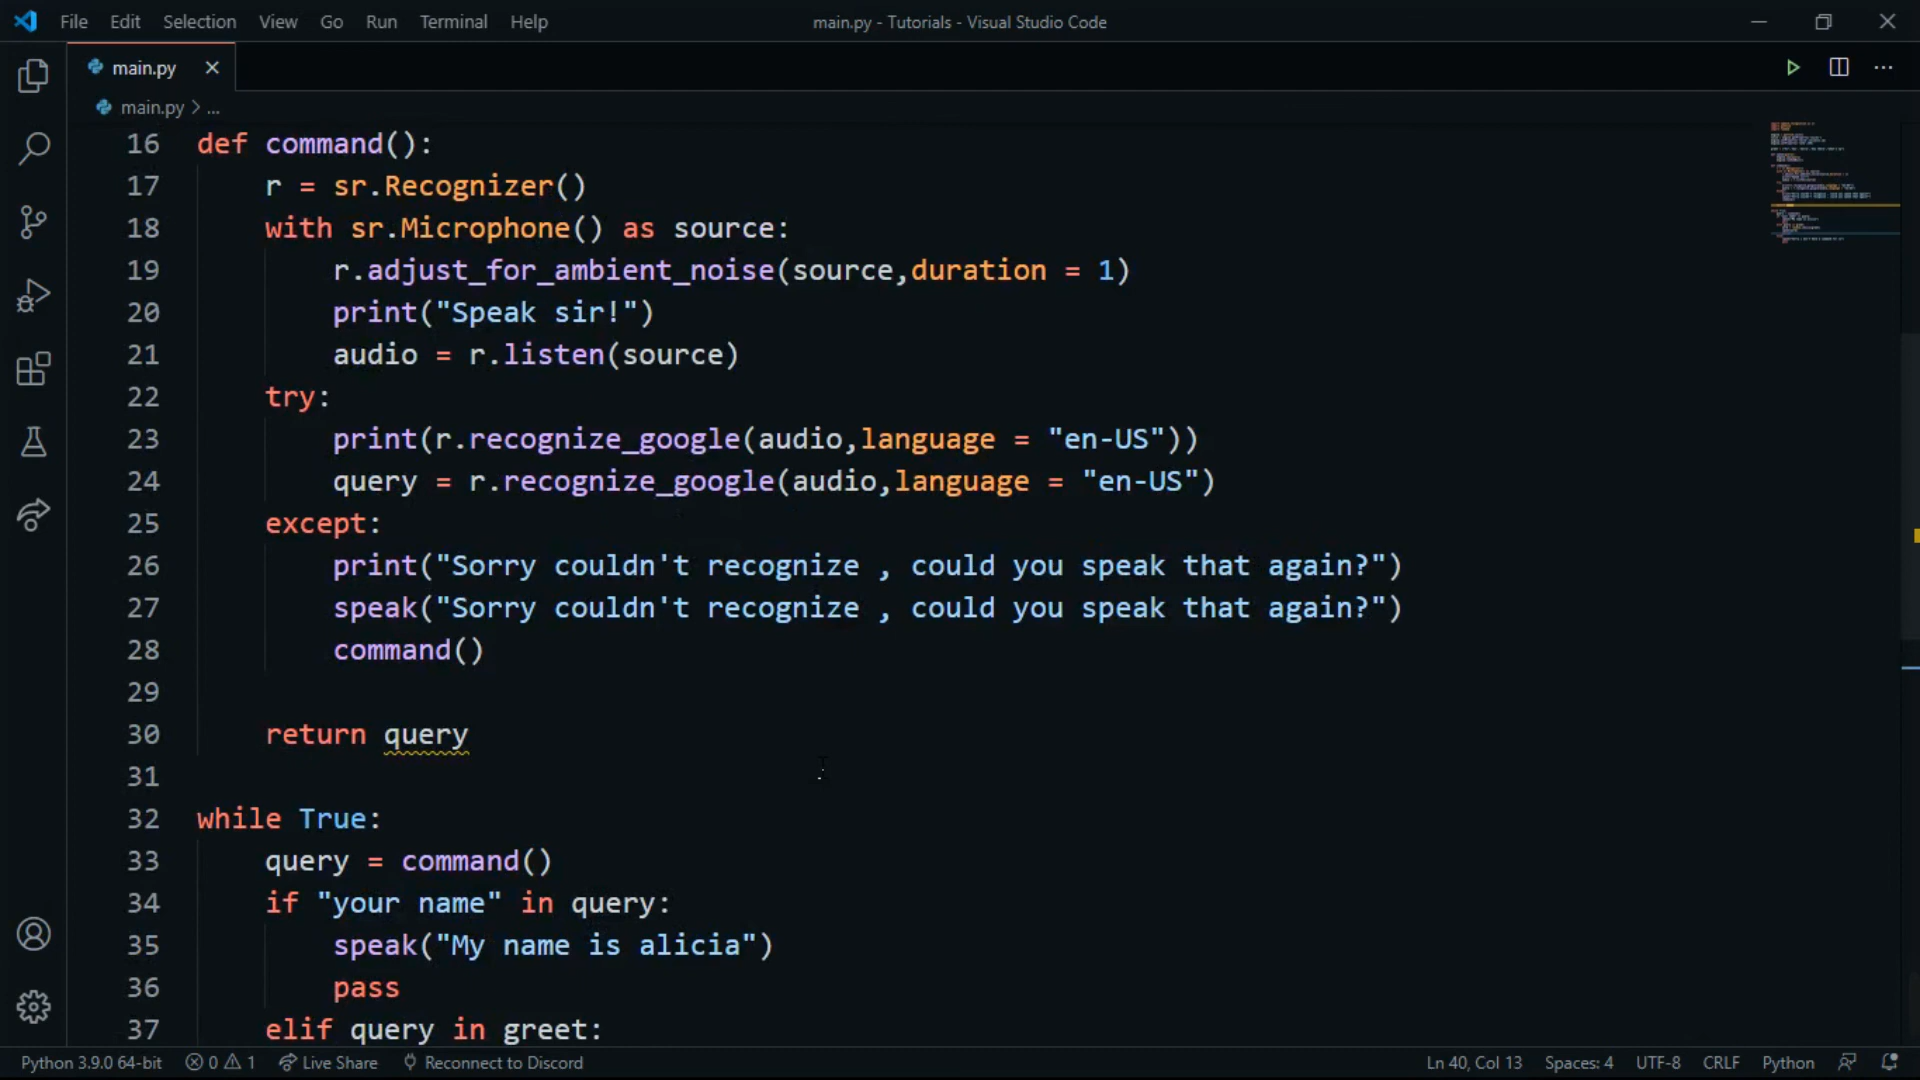 File Edit Selection View Go Run Terminal Help main.py - Tutorials - Visual Studio Code
main.py
main.py > ...
16 def command():
17     r = sr.Recognizer()
18     with sr.Microphone() as source:
19         r.adjust_for_ambient_noise(source,duration = 1)
20         print("Speak sir!")
21         audio = r.listen(source)
22     try:
23         print(r.recognize_google(audio,language = "en-US"))
24         query = r.recognize_google(audio,language = "en-US")
25     except:
26         print("Sorry couldn't recognize , could you speak that again?")
27         speak("Sorry couldn't recognize , could you speak that again?")
28         command()
29
30     return query
31
32 while True:
33     query = command()
34     if "your name" in query:
35         speak("My name is alicia")
36         pass
37     elif query in greet:
Python 3.9.0 64-bit 0 1 Live Share Reconnect to Discord Ln 40, Col 13 Spaces: 4 UTF-8 CRLF Python